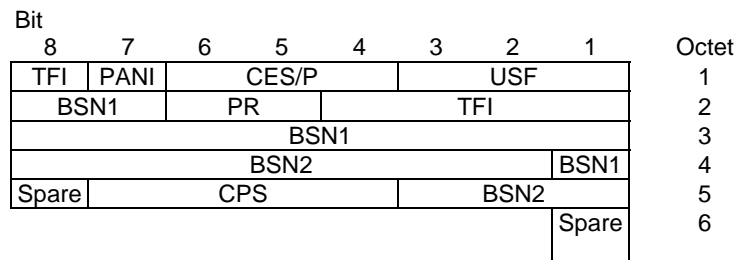 Bit
8 7 6 5 4 3 2 1 Octet
TFI PANI CES/P USF 1
BSN1 PR TFI 2
BSN1 3
BSN2 BSN1 4
Spare CPS BSN2 5
Spare 6